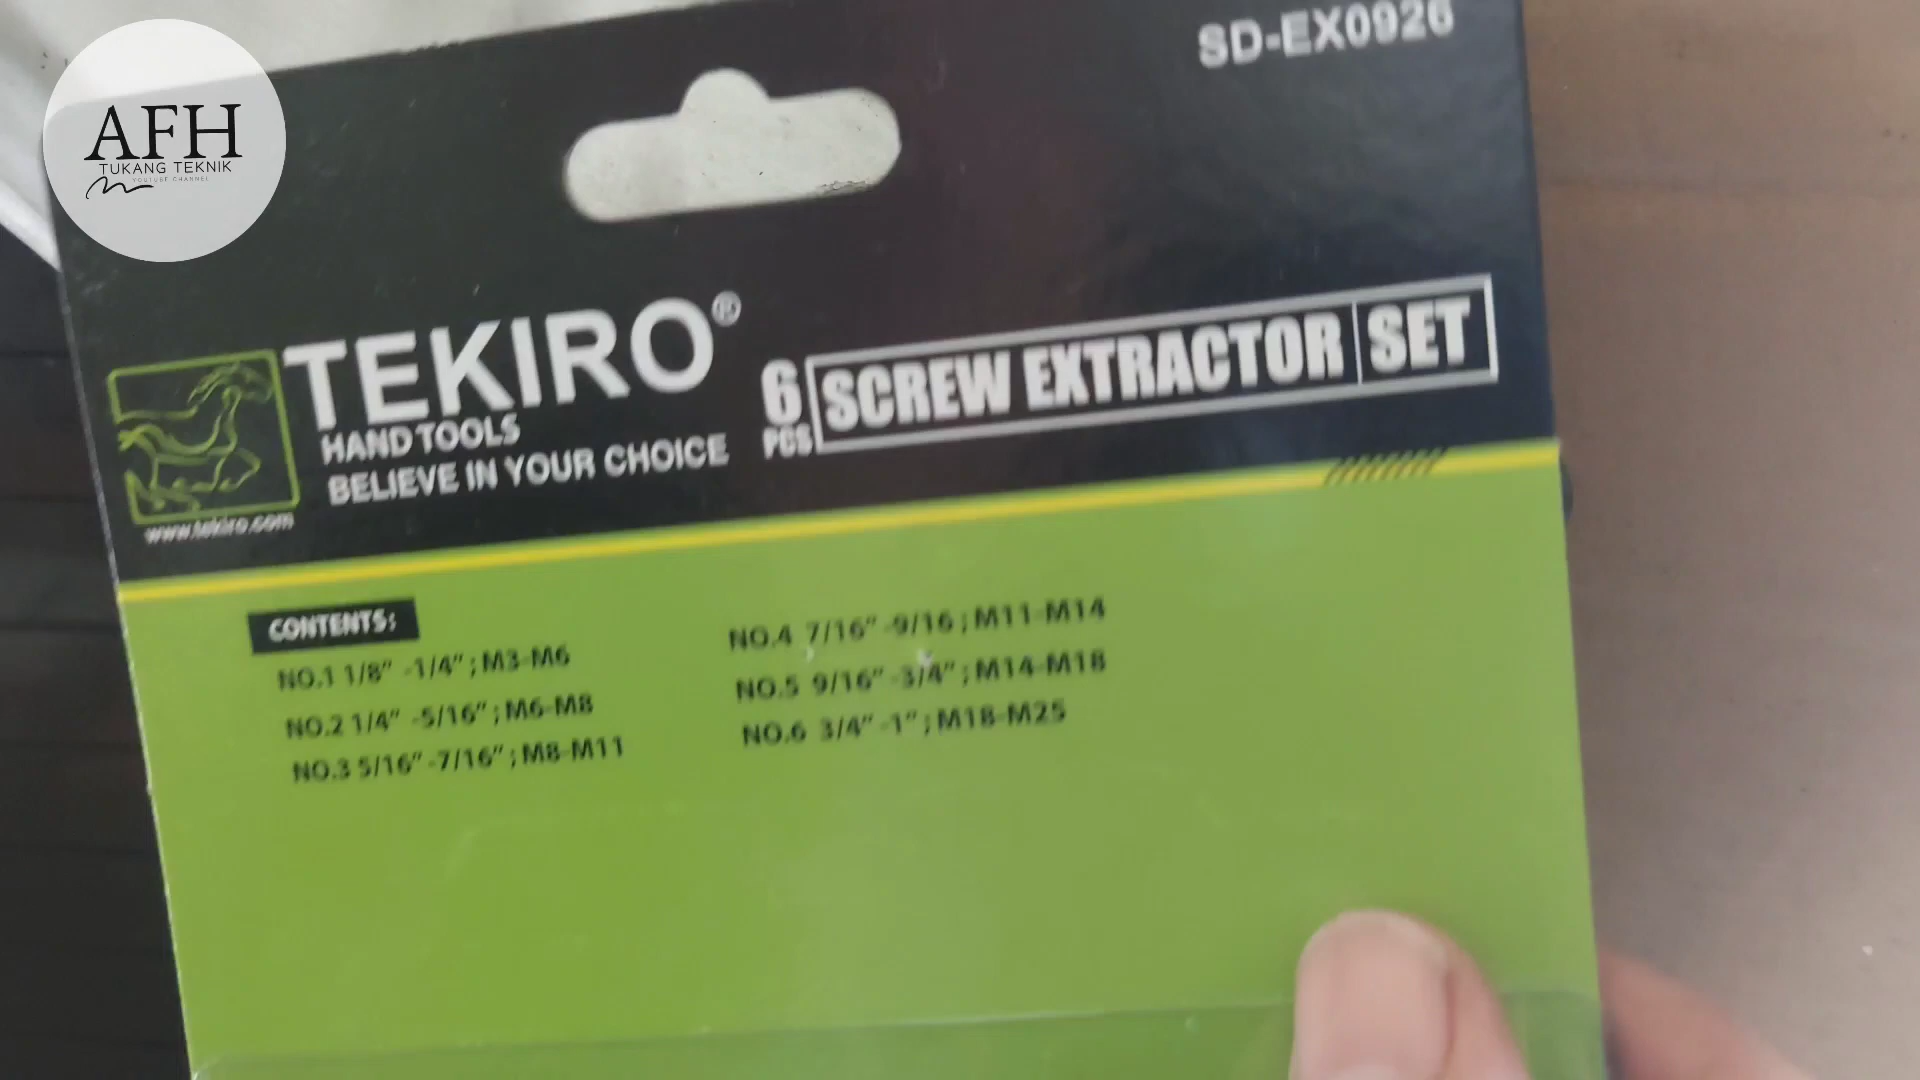 AFH
TUKANG TEKNIK
YOUTUBE CHANNEL
SD-EX0926
TEKIRO®
HAND TOOLS
BELIEVE IN YOUR CHOICE
www.tekiro.com
6 PCS SCREW EXTRACTOR SET
CONTENTS:
NO.1 1/8" -1/4" ; M3-M6
NO.2 1/4" -5/16" ; M6-M8
NO.3 5/16" -7/16" ; M8-M11
NO.4 7/16" -9/16 ; M11-M14
NO.5 9/16" -3/4" ; M14-M18
NO.6 3/4" -1" ; M18-M25